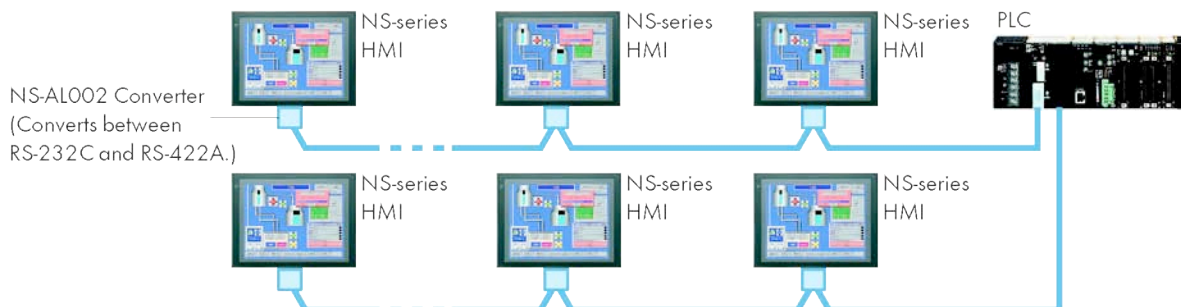 NS-series
HMI
NS-series
HMI
NS-series
HMI
PLC
NS-AL002 Converter
(Converts between
RS-232C and RS-422A.)
NS-series
HMI
NS-series
HMI
NS-series
HMI